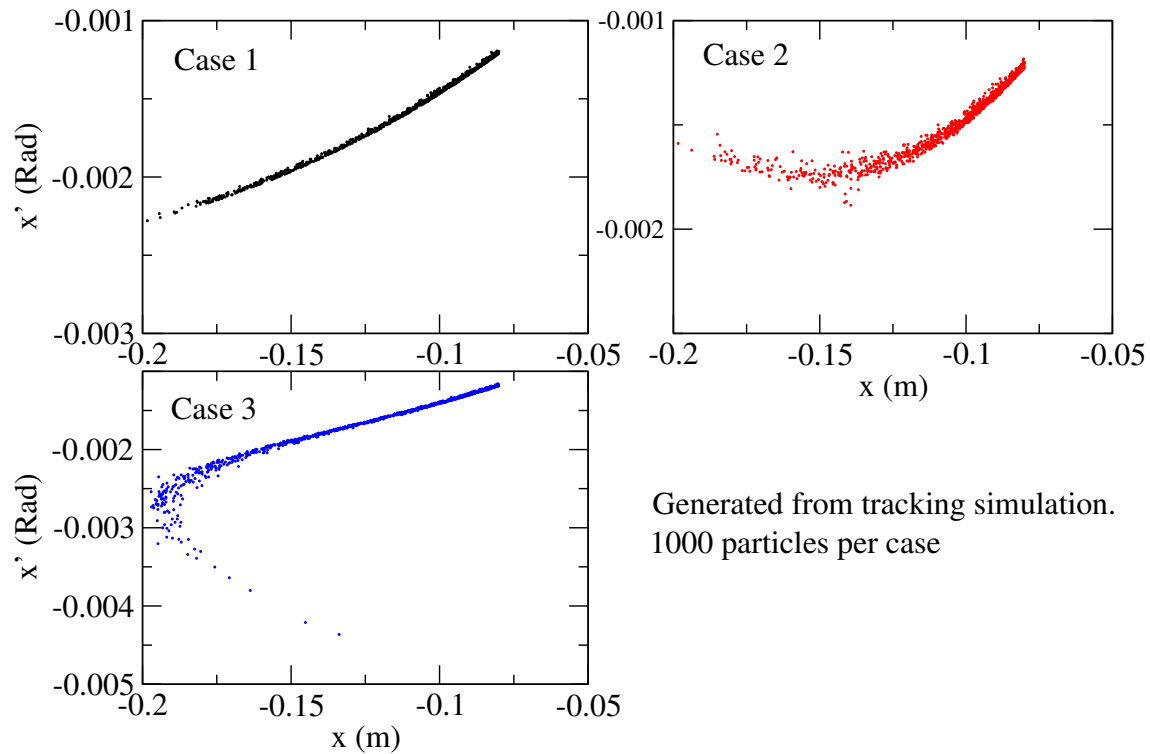 -0.001
Case 1
-0.002
-0.003
x' (Rad)
-0.2
-0.15
-0.1
-0.05
-0.001
Case 2
-0.002
-0.2
-0.15
-0.1
-0.05
x (m)
Case 3
-0.002
-0.003
-0.004
-0.005
x' (Rad)
-0.2
-0.15
-0.1
-0.05
x (m)
Generated from tracking simulation.
1000 particles per case